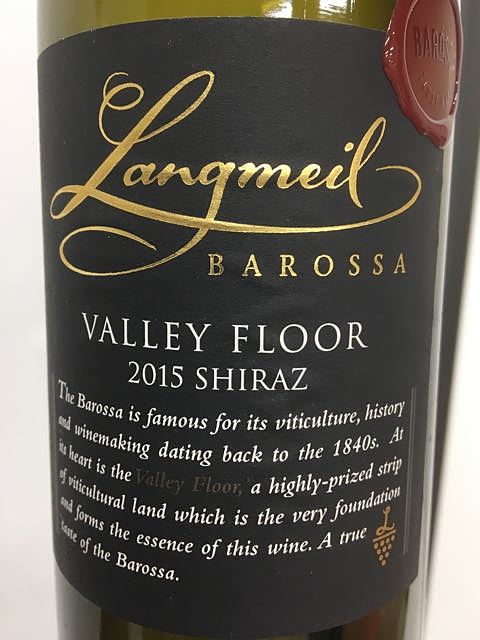 BAROSSA
Langmeil
BAROSSA
VALLEY FLOOR
2015 SHIRAZ
The Barossa is famous for its viticulture, history
and winemaking dating back to the 1840s. At
its heart is the Valley Floor, a highly-prized strip
of viticultural land which is the very foundation
and forms the essence of this wine. A true
taste of the Barossa.
L